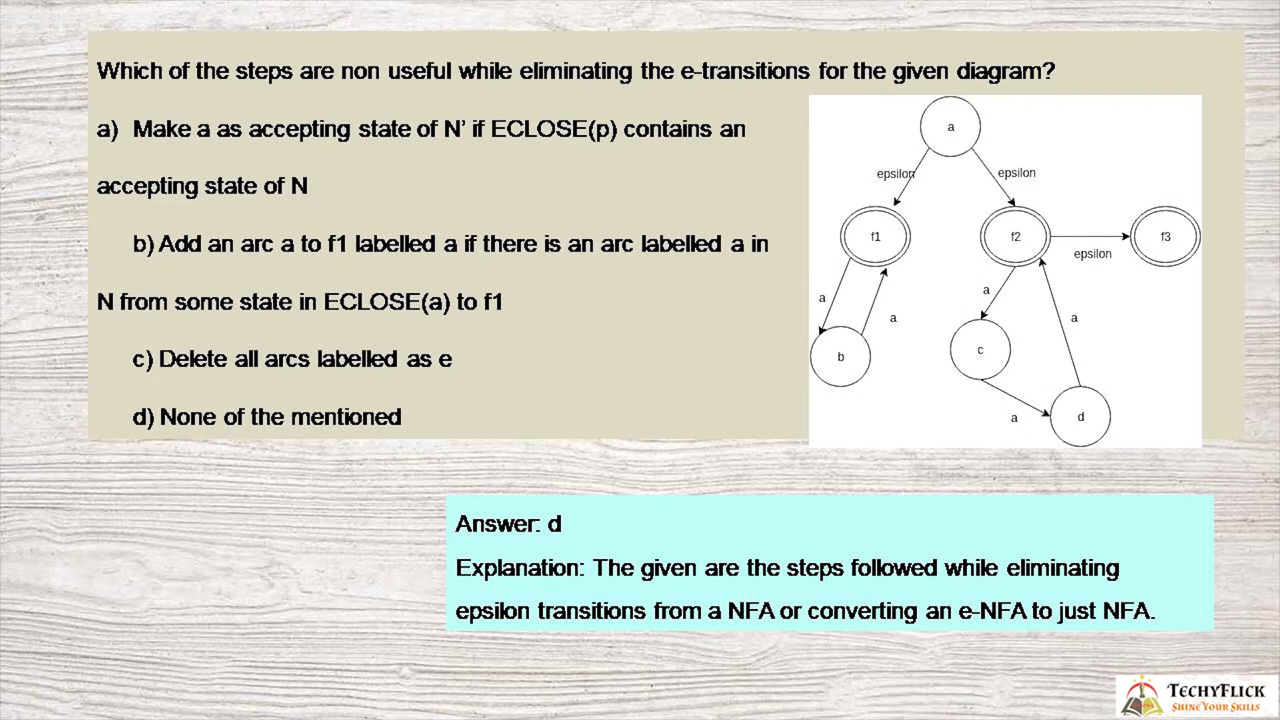 Which of the steps are non useful while eliminating the e-transitions for the given diagram?
a) Make a as accepting state of N’ if ECLOSE(p) contains an
accepting state of N
b) Add an arc a to f1 labelled a if there is an arc labelled a in
N from some state in ECLOSE(a) to f1
c) Delete all arcs labelled as e
d) None of the mentioned
a
epsilon
epsilon
f1
f2
f3
epsilon
a
a
a
a
b
c
a
d
Answer: d
Explanation: The given are the steps followed while eliminating
epsilon transitions from a NFA or converting an e-NFA to just NFA.
TECHYFLICK
SHINE YOUR SKILLS